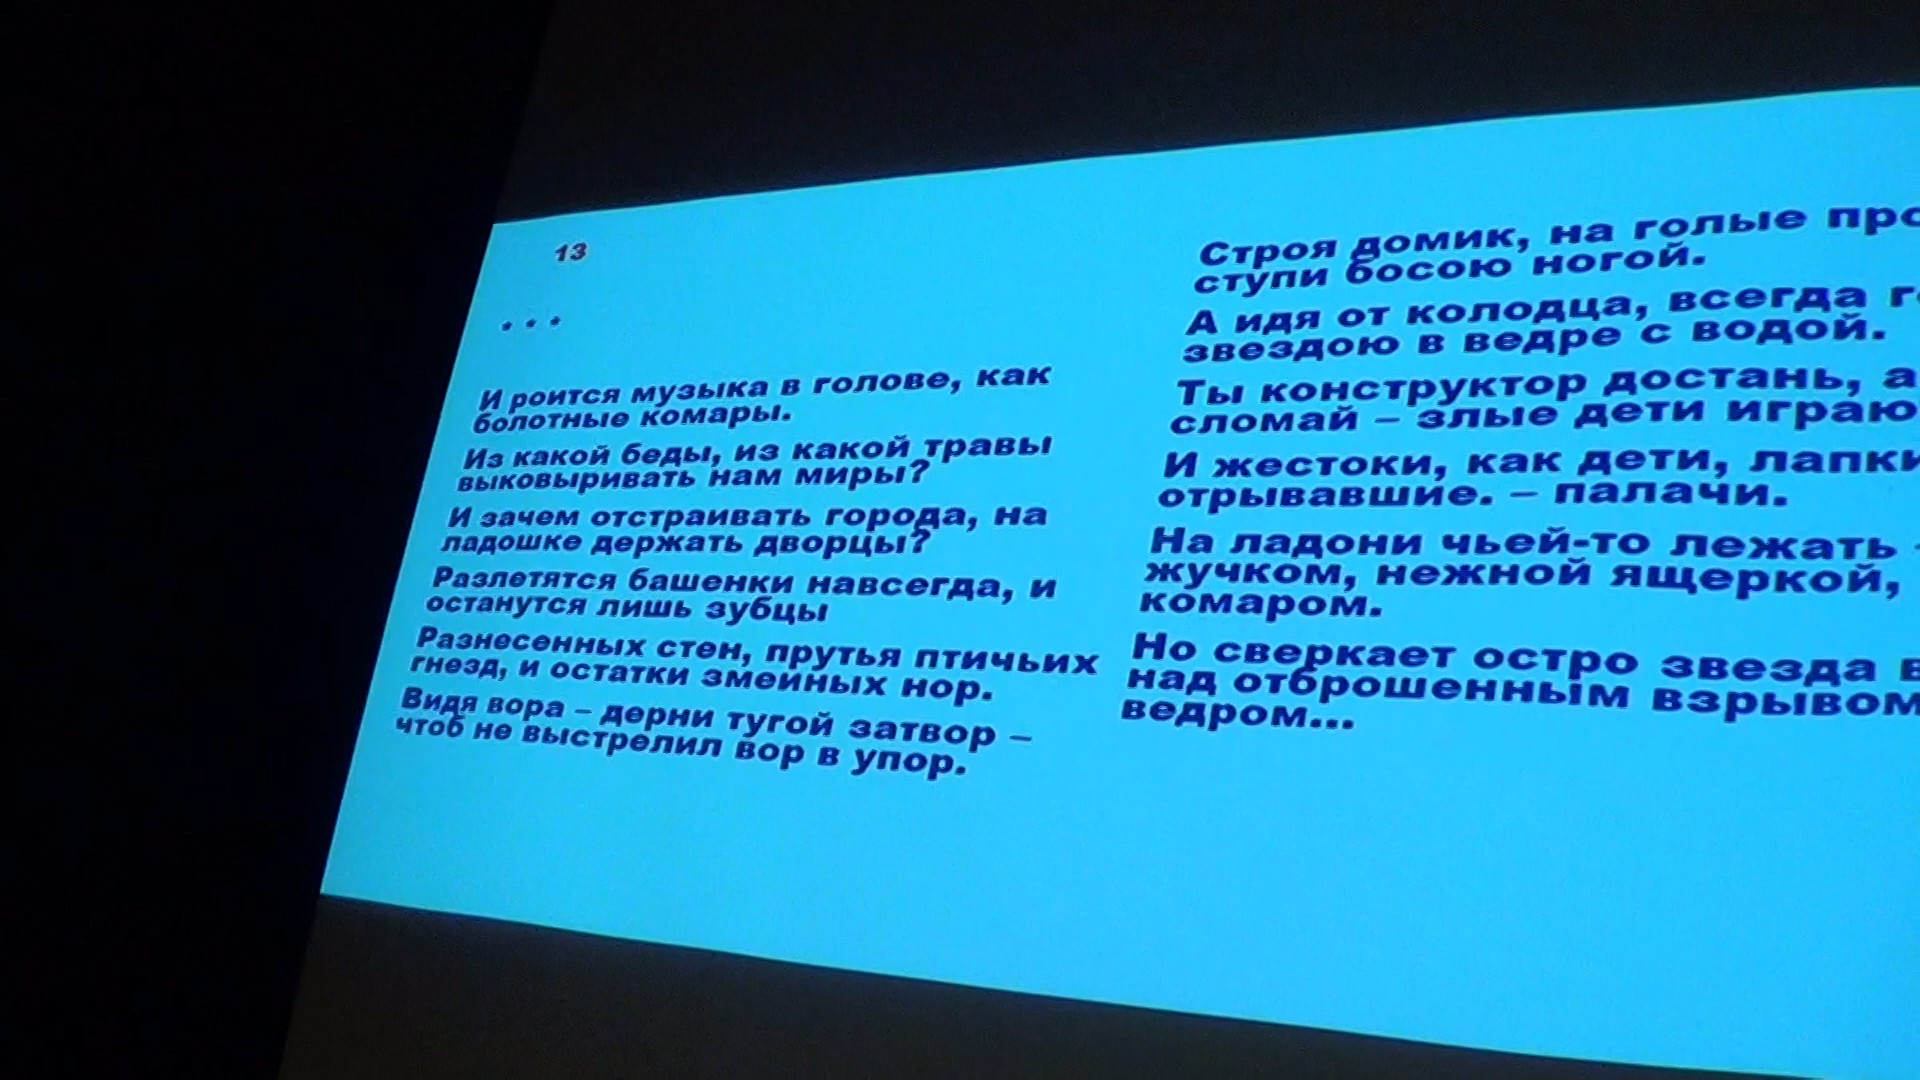 13
* * *
И роится музыка в голове, как
болотные комары.
Из какой беды, из какой травы
выковыривать нам миры?
И зачем отстраивать города, на
ладошке держать дворцы?
Разлетятся башенки навсегда, и
останутся лишь зубцы
Разнесенных стен, прутья птичьих
гнезд, и остатки змеиных нор.
Видя вора – дерни тугой затвор –
чтоб не выстрелил вор в упор.
Строя домик, на голые
ступи босою ногой.
А идя от колодца, всегда
звездою в ведре с водой.
Ты конструктор достань, а
сломай – злые дети
И жестоки, как дети, лапки
отрывавшие. – палачи.
На ладони чьей-то лежать
жучком, нежной ящеркой,
комаром.
Но сверкает остро звезда
над отброшенным взрывом
ведром...